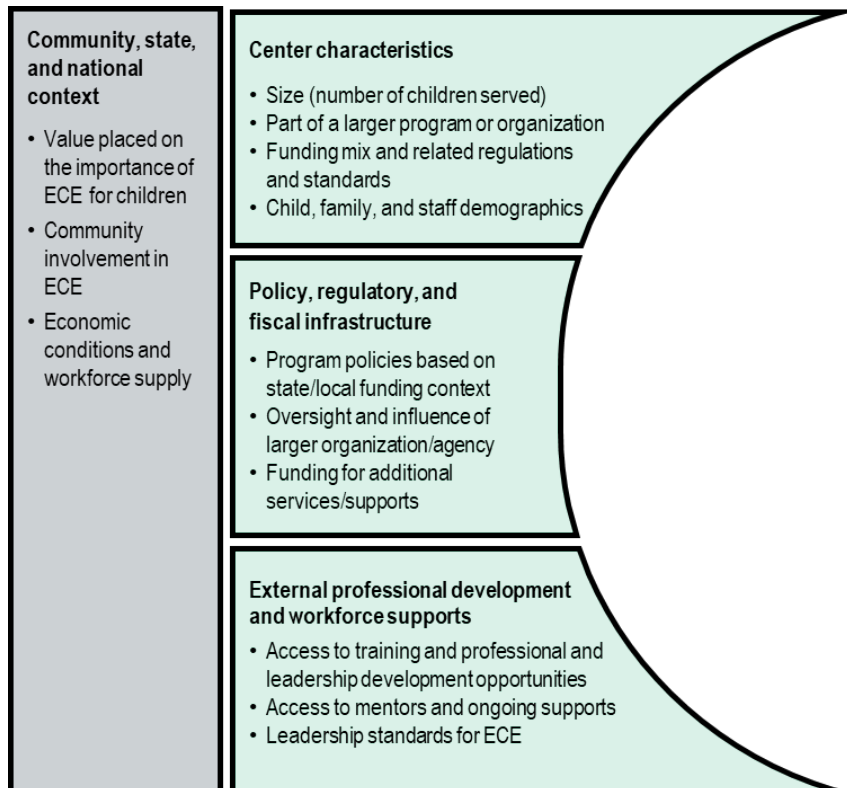 Community, state,
and national
context
• Value placed on
the importance of
ECE for children
• Community
involvement in
ECE
• Economic
conditions and
workforce supply
Center characteristics
• Size (number of children served)
• Part of a larger program or organization
• Funding mix and related regulations
and standards
• Child, family, and staff demographics
Policy, regulatory, and
fiscal infrastructure
• Program policies based on
state/local funding context
• Oversight and influence of
larger organization/agency
• Funding for additional
services/supports
External professional development
and workforce supports
• Access to training and professional and
leadership development opportunities
• Access to mentors and ongoing supports
• Leadership standards for ECE